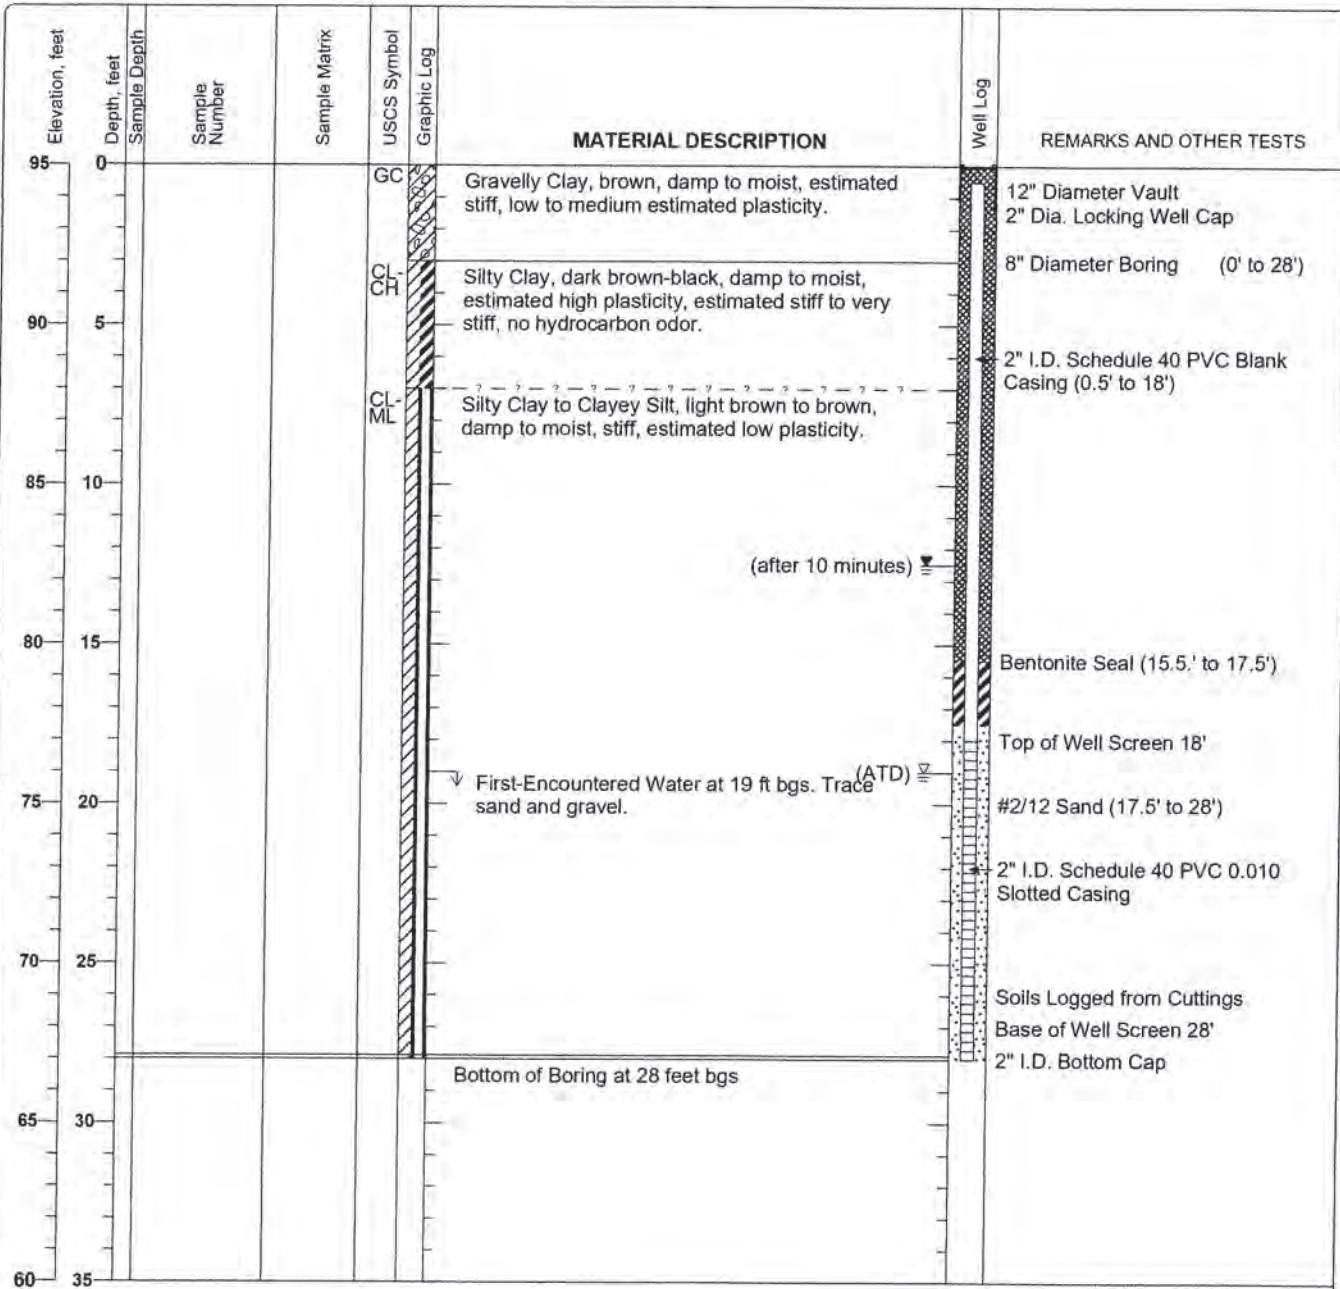 Elevation, feet
Depth, feet
Sample Depth
Sample
Number
Sample Matrix
USCS Symbol
Graphic Log
MATERIAL DESCRIPTION
Well Log
REMARKS AND OTHER TESTS
95 0
GC
Gravelly Clay, brown, damp to moist, estimated
stiff, low to medium estimated plasticity.
12" Diameter Vault
2" Dia. Locking Well Cap
8" Diameter Boring (0' to 28')
CL-
CH
Silty Clay, dark brown-black, damp to moist,
estimated high plasticity, estimated stiff to very
stiff, no hydrocarbon odor.
90 5
2" I.D. Schedule 40 PVC Blank
Casing (0.5' to 18')
? ? ? ? ? ? ? ? ? ? ? ?
CL-
ML
Silty Clay to Clayey Silt, light brown to brown,
damp to moist, stiff, estimated low plasticity.
85 10
(after 10 minutes)
80 15
Bentonite Seal (15.5.' to 17.5')
Top of Well Screen 18'
(ATD)
First-Encountered Water at 19 ft bgs. Trace
sand and gravel.
75 20
#2/12 Sand (17.5' to 28')
2" I.D. Schedule 40 PVC 0.010
Slotted Casing
70 25
Soils Logged from Cuttings
Base of Well Screen 28'
2" I.D. Bottom Cap
Bottom of Boring at 28 feet bgs
65 30
60 35